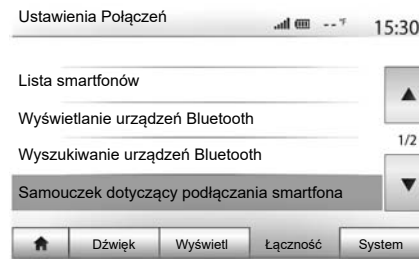 Ustawienia Połączeń
-- °F 15:30
Lista smartfonów
Wyświetlanie urządzeń Bluetooth
1/2
Wyszukiwanie urządzeń Bluetooth
Samouczek dotyczący podłączania smartfona
Dźwięk Wyświetl Łączność System